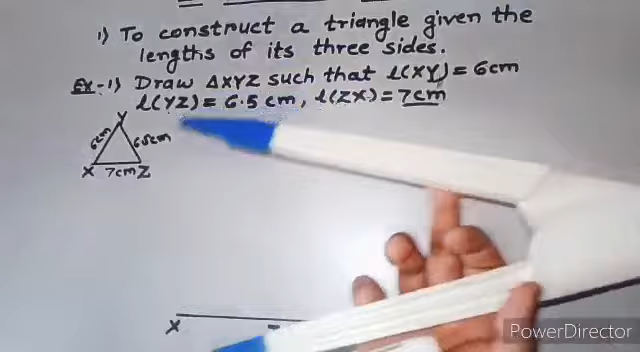 1) To construct a triangle given the
lengths of its three sides.
Ex-1) Draw ΔXYZ such that l(XY) = 6cm
l(YZ) = 6.5 cm, l(ZX) = 7cm
Y
6cm 6.5cm
X 7cm Z
X
PowerDirector